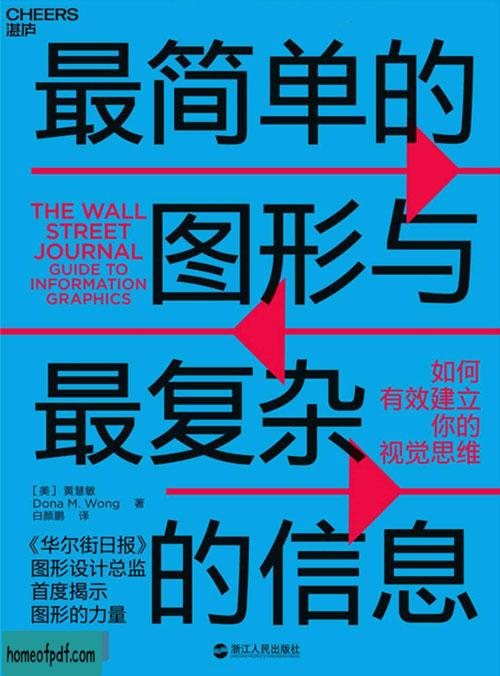 CHEERS
湛庐
最简单的
THE WALL
STREET
JOURNAL
GUIDE TO
INFORMATION
GRAPHICS
图形与
最复杂
如何
有效建立
你的
视觉思维
[美] 黄慧敏
Dona M. Wong 著
白颜鹏 译
的信息
《华尔街日报》
图形设计总监
首度揭示
图形的力量
浙江人民出版社
homeofpdf.com